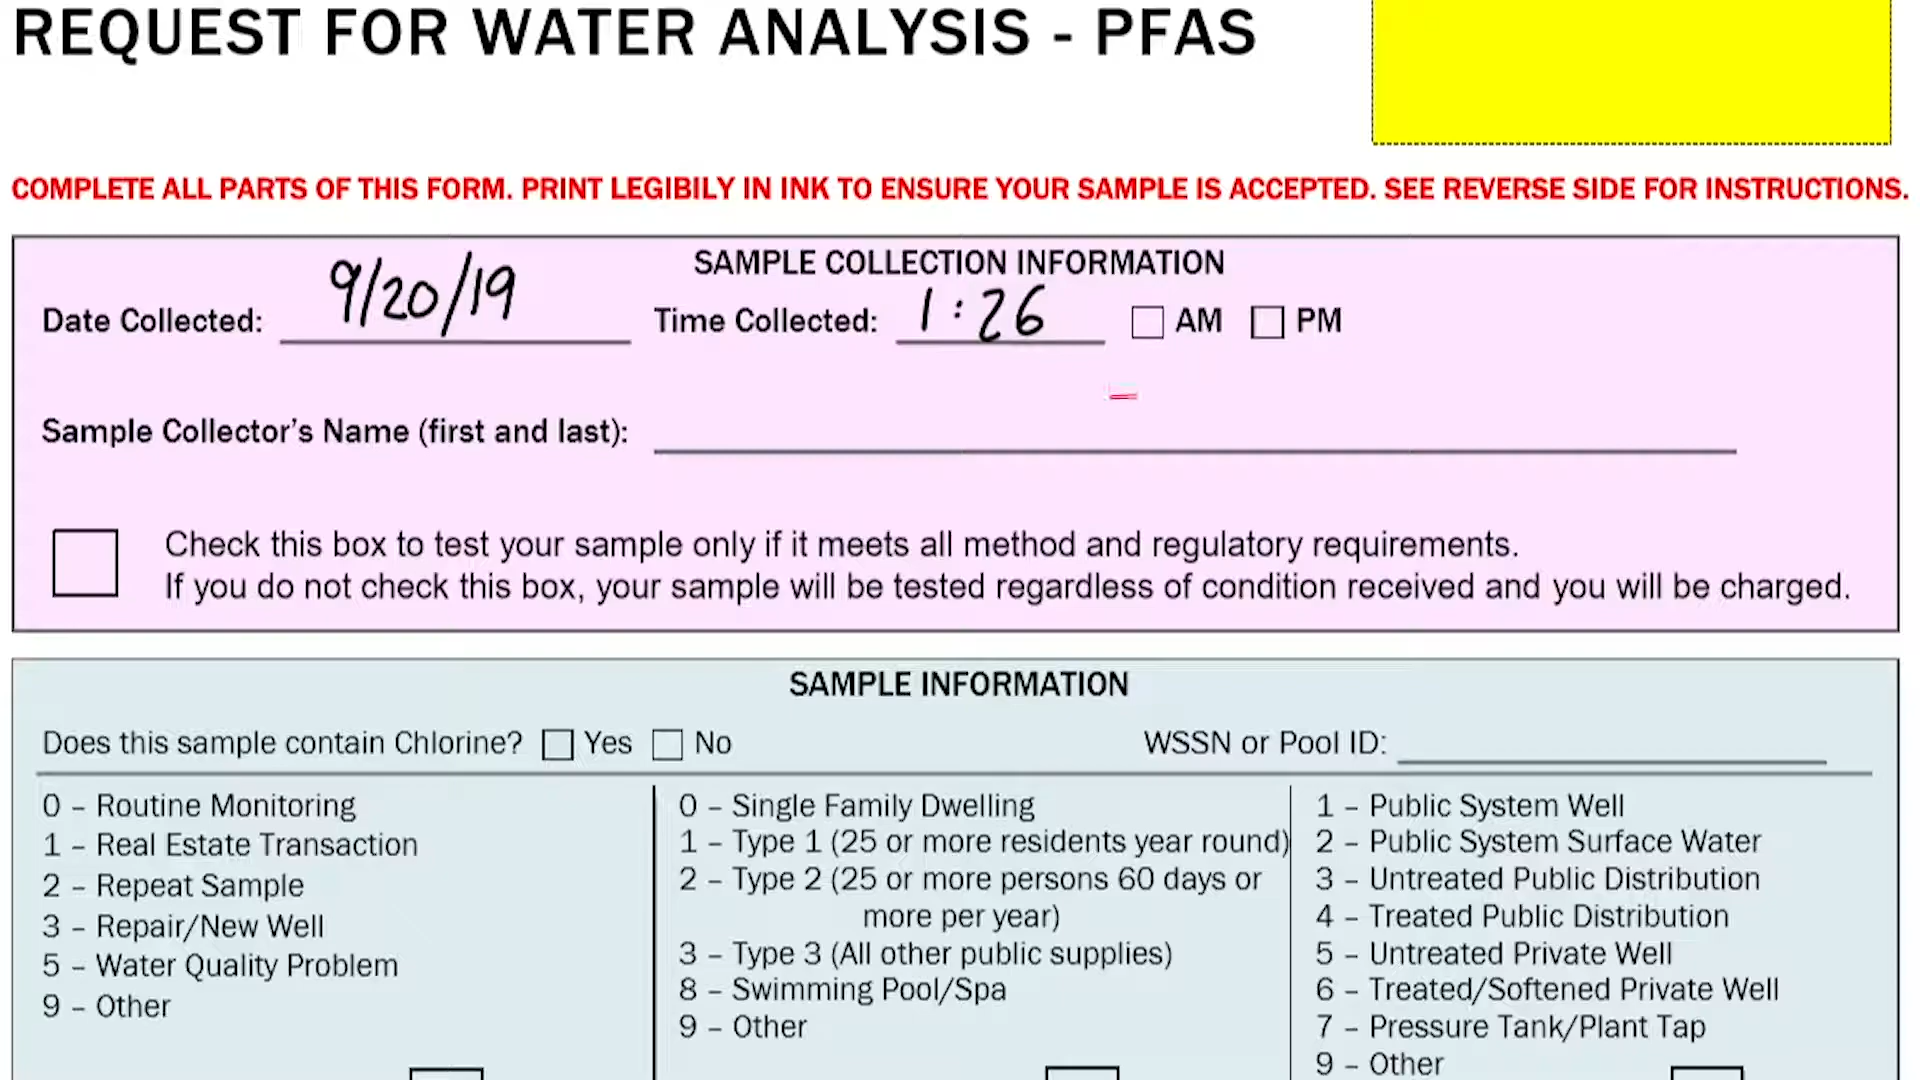 REQUEST FOR WATER ANALYSIS - PFAS
COMPLETE ALL PARTS OF THIS FORM. PRINT LEGIBILY IN INK TO ENSURE YOUR SAMPLE IS ACCEPTED. SEE REVERSE SIDE FOR INSTRUCTIONS.
SAMPLE COLLECTION INFORMATION
Date Collected: 9/20/19 Time Collected: 1:26 AM PM
Sample Collector's Name (first and last):
Check this box to test your sample only if it meets all method and regulatory requirements.
If you do not check this box, your sample will be tested regardless of condition received and you will be charged.
SAMPLE INFORMATION
Does this sample contain Chlorine? Yes No WSSN or Pool ID:
0 – Routine Monitoring
1 – Real Estate Transaction
2 – Repeat Sample
3 – Repair/New Well
5 – Water Quality Problem
9 – Other
0 – Single Family Dwelling
1 – Type 1 (25 or more residents year round)
2 – Type 2 (25 or more persons 60 days or
more per year)
3 – Type 3 (All other public supplies)
8 – Swimming Pool/Spa
9 – Other
1 – Public System Well
2 – Public System Surface Water
3 – Untreated Public Distribution
4 – Treated Public Distribution
5 – Untreated Private Well
6 – Treated/Softened Private Well
7 – Pressure Tank/Plant Tap
9 – Other